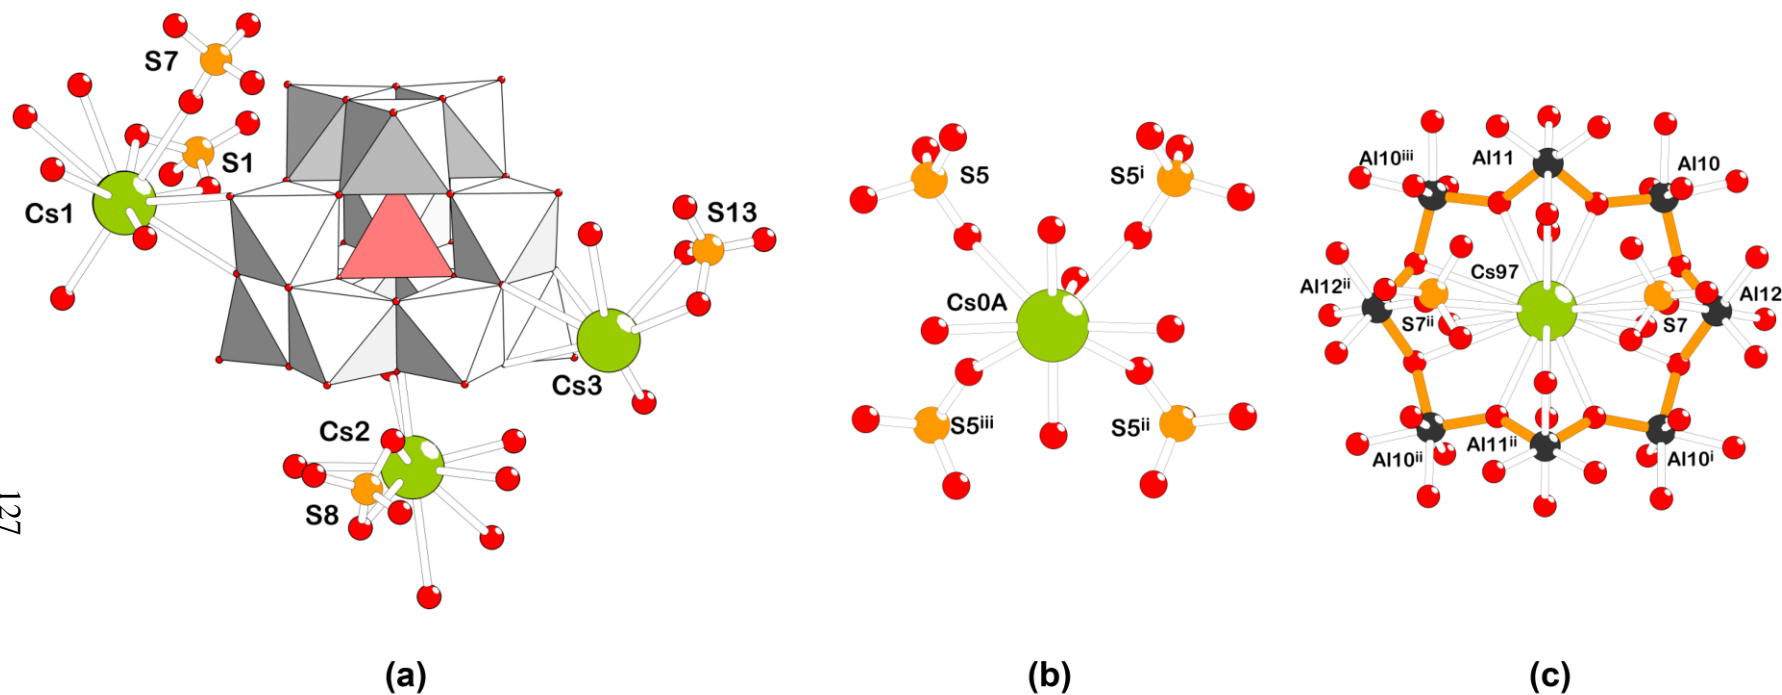 S7
S1
Cs1
S13
Cs3
Cs2
S8
127
(a)
S5
S5ⁱ
Cs0A
S5ⁱⁱⁱ
S5ⁱⁱ
(b)
Al10ⁱⁱⁱ
Al11
Al10
Cs97
Al12ⁱⁱ
S7ⁱⁱ
S7
Al12
Al10ⁱⁱ
Al11ⁱⁱ
Al10ⁱ
(c)